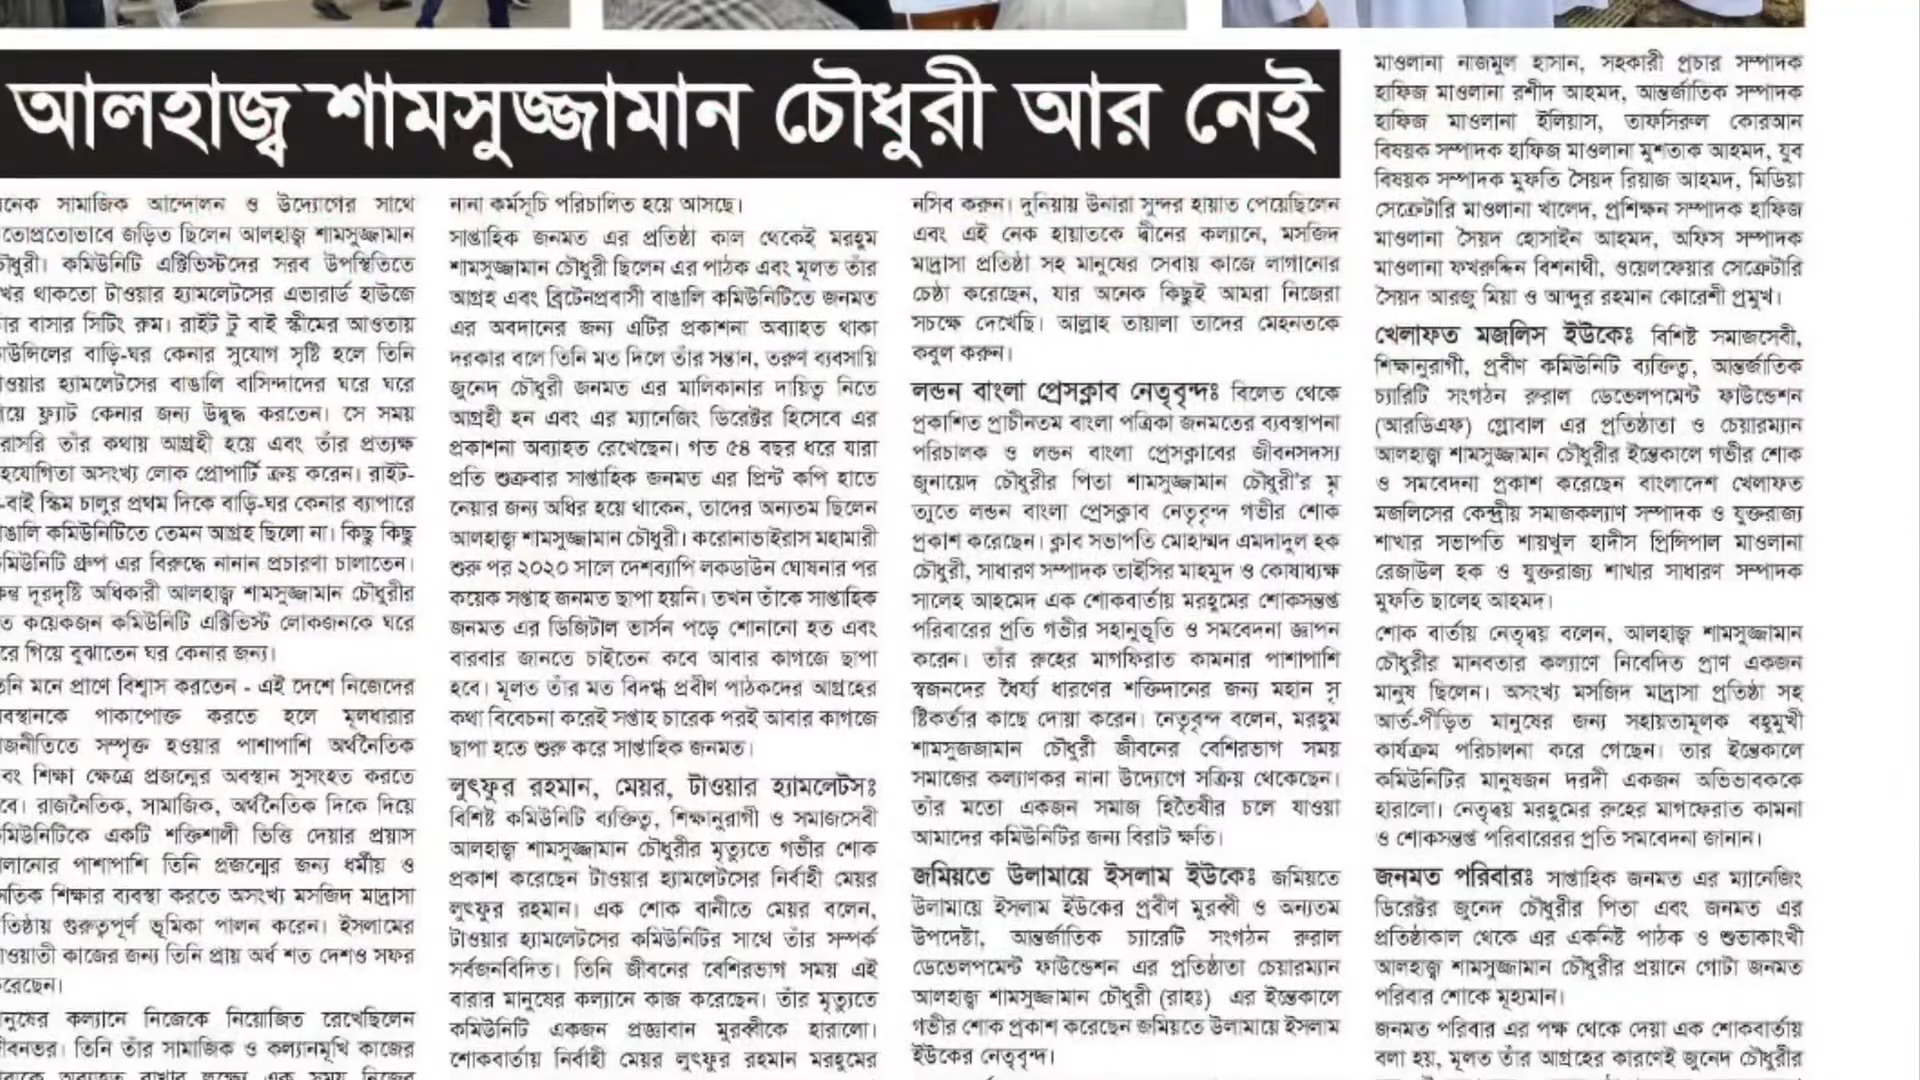 আলহাজ্ব শামসুজ্জামান চৌধুরী আর নেই
সামাজিক আন্দোলন ও উদ্যোগের সাথে
জড়িত ছিলেন আলহাজ্ব শামসুজ্জামান
কমিউনিটি এক্টিভিস্টদের সরব উপস্থিতিতে
থাকতো টাওয়ার হ্যামলেটসের এভারার্ড হাউজে
বাসার সিটিং রুম। রাইট টু বাই স্কীমের আওতায়
বাড়ি-ঘর কেনার সুযোগ সৃষ্টি হলে তিনি
হ্যামলেটসের বাঙালি বাসিন্দাদের ঘরে ঘরে
ফ্ল্যাট কেনার জন্য উদ্বুদ্ধ করতেন। সে সময়
তাঁর কথায় আগ্রহী হয়ে এবং তাঁর প্রত্যক্ষ
অসংখ্য লোক প্রোপার্টি ক্রয় করেন। রাইট-
-বাই স্কিম চালুর প্রথম দিকে বাড়ি-ঘর কেনার ব্যাপারে
কমিউনিটিতে তেমন আগ্রহ ছিলো না। কিছু কিছু
গ্রুপ এর বিরুদ্ধে নানান প্রচারণা চালাতেন।
দূরদৃষ্টি অধিকারী আলহাজ্ব শামসুজ্জামান চৌধুরীর
কয়েকজন কমিউনিটি এক্টিভিস্ট লোকজনকে ঘরে
গিয়ে বুঝাতেন ঘর কেনার জন্য।
মনে প্রাণে বিশ্বাস করতেন - এই দেশে নিজেদের
পাকাপোক্ত করতে হলে মূলধারার
সম্পৃক্ত হওয়ার পাশাপাশি অর্থনৈতিক
শিক্ষা ক্ষেত্রে প্রজন্মের অবস্থান সুসংহত করতে
রাজনৈতিক, সামাজিক, অর্থনৈতিক দিকে দিয়ে
একটি শক্তিশালী ভিত্তি দেয়ার প্রয়াস
পাশাপাশি তিনি প্রজন্মের জন্য ধর্মীয় ও
শিক্ষার ব্যবস্থা করতে অসংখ্য মসজিদ মাদ্রাসা
গুরুত্বপূর্ণ ভূমিকা পালন করেন। ইসলামের
কাজের জন্য তিনি প্রায় অর্ধ শত দেশও সফর
কল্যানে নিজেকে নিয়োজিত রেখেছিলেন
তিনি তাঁর সামাজিক ও কল্যানমূখি কাজের
নানা কর্মসূচি পরিচালিত হয়ে আসছে।
সাপ্তাহিক জনমত এর প্রতিষ্ঠা কাল থেকেই মরহুম
শামসুজ্জামান চৌধুরী ছিলেন এর পাঠক এবং মূলত তাঁর
আগ্রহ এবং ব্রিটেনপ্রবাসী বাঙালি কমিউনিটিতে জনমত
এর অবদানের জন্য এটির প্রকাশনা অব্যাহত থাকা
দরকার বলে তিনি মত দিলে তাঁর সন্তান, তরুণ ব্যবসায়ি
জুনেদ চৌধুরী জনমত এর মালিকানার দায়িত্ব নিতে
আগ্রহী হন এবং এর ম্যানেজিং ডিরেক্টর হিসেবে এর
প্রকাশনা অব্যাহত রেখেছেন। গত ৫৪ বছর ধরে যারা
প্রতি শুক্রবার সাপ্তাহিক জনমত এর প্রিন্ট কপি হাতে
নেয়ার জন্য অধির হয়ে থাকেন, তাদের অন্যতম ছিলেন
আলহাজ্ব শামসুজ্জামান চৌধুরী। করোনাভাইরাস মহামারী
শুরু পর ২০২০ সালে দেশব্যাপি লকডাউন ঘোষনার পর
কয়েক সপ্তাহ জনমত ছাপা হয়নি। তখন তাঁকে সাপ্তাহিক
জনমত এর ডিজিটাল ভার্সন পড়ে শোনানো হত এবং
বারবার জানতে চাইতেন কবে আবার কাগজে ছাপা
হবে। মূলত তাঁর মত বিদগ্ধ প্রবীণ পাঠকদের আগ্রহের
কথা বিবেচনা করেই সপ্তাহ চারেক পরই আবার কাগজে
ছাপা হতে শুরু করে সাপ্তাহিক জনমত।
লুৎফুর রহমান, মেয়র, টাওয়ার হ্যামলেটসঃ
বিশিষ্ট কমিউনিটি ব্যক্তিত্ব, শিক্ষানুরাগী ও সমাজসেবী
আলহাজ্ব শামসুজ্জামান চৌধুরীর মৃত্যুতে গভীর শোক
প্রকাশ করেছেন টাওয়ার হ্যামলেটসের নির্বাহী মেয়র
লুৎফুর রহমান। এক শোক বানীতে মেয়র বলেন,
টাওয়ার হ্যামলেটসের কমিউনিটির সাথে তাঁর সম্পর্ক
সর্বজনবিদিত। তিনি জীবনের বেশিরভাগ সময় এই
বারার মানুষের কল্যানে কাজ করেছেন। তাঁর মৃত্যুতে
কমিউনিটি একজন প্রজ্ঞাবান মুরব্বীকে হারালো।
শোকবার্তায় নির্বাহী মেয়র লুৎফুর রহমান মরহুমের
নসিব করুন। দুনিয়ায় উনারা সুন্দর হায়াত পেয়েছিলেন
এবং এই নেক হায়াতকে দ্বীনের কল্যানে, মসজিদ
মাদ্রাসা প্রতিষ্ঠা সহ মানুষের সেবায় কাজে লাগানোর
চেষ্ঠা করেছেন, যার অনেক কিছুই আমরা নিজেরা
সচক্ষে দেখেছি। আল্লাহ তায়ালা তাদের মেহনতকে
কবুল করুন।
লন্ডন বাংলা প্রেসক্লাব নেতৃবৃন্দঃ বিলেত থেকে
প্রকাশিত প্রাচীনতম বাংলা পত্রিকা জনমতের ব্যবস্থাপনা
পরিচালক ও লন্ডন বাংলা প্রেসক্লাবের জীবনসদস্য
জুনায়েদ চৌধুরীর পিতা শামসুজ্জামান চৌধুরী'র মৃ
ত্যুতে লন্ডন বাংলা প্রেসক্লাব নেতৃবৃন্দ গভীর শোক
প্রকাশ করেছেন। ক্লাব সভাপতি মোহাম্মদ এমদাদুল হক
চৌধুরী, সাধারণ সম্পাদক তাইসির মাহমুদ ও কোষাধ্যক্ষ
সালেহ আহমেদ এক শোকবার্তায় মরহুমের শোকসন্তপ্ত
পরিবারের প্রতি গভীর সহানুভূতি ও সমবেদনা জ্ঞাপন
করেন। তাঁর রুহের মাগফিরাত কামনার পাশাপাশি
স্বজনদের ধৈর্য্য ধারণের শক্তিদানের জন্য মহান সৃ
ষ্টিকর্তার কাছে দোয়া করেন। নেতৃবৃন্দ বলেন, মরহুম
শামসুজজামান চৌধুরী জীবনের বেশিরভাগ সময়
সমাজের কল্যাণকর নানা উদ্যোগে সক্রিয় থেকেছেন।
তাঁর মতো একজন সমাজ হিতৈষীর চলে যাওয়া
আমাদের কমিউনিটির জন্য বিরাট ক্ষতি।
জমিয়তে উলামায়ে ইসলাম ইউকেঃ জমিয়তে
উলামায়ে ইসলাম ইউকের প্রবীণ মুরব্বী ও অন্যতম
উপদেষ্টা, আন্তর্জাতিক চ্যারেটি সংগঠন রুরাল
ডেভেলপমেন্ট ফাউন্ডেশন এর প্রতিষ্ঠাতা চেয়ারম্যান
আলহাজ্ব শামসুজ্জামান চৌধুরী (রাহঃ) এর ইন্তেকালে
গভীর শোক প্রকাশ করেছেন জমিয়তে উলামায়ে ইসলাম
ইউকের নেতৃবৃন্দ।
মাওলানা নাজমুল হাসান, সহকারী প্রচার সম্পাদক
হাফিজ মাওলানা রশীদ আহমদ, আন্তর্জাতিক সম্পাদক
হাফিজ মাওলানা ইলিয়াস, তাফসিরুল কোরআন
বিষয়ক সম্পাদক হাফিজ মাওলানা মুশতাক আহমদ, যুব
বিষয়ক সম্পাদক মুফতি সৈয়দ রিয়াজ আহমদ, মিডিয়া
সেক্রেটারি মাওলানা খালেদ, প্রশিক্ষন সম্পাদক হাফিজ
মাওলানা সৈয়দ হোসাইন আহমদ, অফিস সম্পাদক
মাওলানা ফখরুদ্দিন বিশনাথী, ওয়েলফেয়ার সেক্রেটারি
সৈয়দ আরজু মিয়া ও আব্দুর রহমান কোরেশী প্রমুখ।
খেলাফত মজলিস ইউকেঃ বিশিষ্ট সমাজসেবী,
শিক্ষানুরাগী, প্রবীণ কমিউনিটি ব্যক্তিত্ব, আন্তর্জাতিক
চ্যারিটি সংগঠন রুরাল ডেভেলপমেন্ট ফাউন্ডেশন
(আরডিএফ) গ্লোবাল এর প্রতিষ্ঠাতা ও চেয়ারম্যান
আলহাজ্ব শামসুজ্জামান চৌধুরীর ইন্তেকালে গভীর শোক
ও সমবেদনা প্রকাশ করেছেন বাংলাদেশ খেলাফত
মজলিসের কেন্দ্রীয় সমাজকল্যাণ সম্পাদক ও যুক্তরাজ্য
শাখার সভাপতি শায়খুল হাদীস প্রিন্সিপাল মাওলানা
রেজাউল হক ও যুক্তরাজ্য শাখার সাধারণ সম্পাদক
মুফতি ছালেহ আহমদ।
শোক বার্তায় নেতৃদ্বয় বলেন, আলহাজ্ব শামসুজ্জামান
চৌধুরীর মানবতার কল্যাণে নিবেদিত প্রাণ একজন
মানুষ ছিলেন। অসংখ্য মসজিদ মাদ্রাসা প্রতিষ্ঠা সহ
আর্ত-পীড়িত মানুষের জন্য সহায়তামূলক বহুমুখী
কার্যক্রম পরিচালনা করে গেছেন। তার ইন্তেকালে
কমিউনিটির মানুষজন দরদী একজন অভিভাবককে
হারালো। নেতৃদ্বয় মরহুমের রুহের মাগফেরাত কামনা
ও শোকসন্তপ্ত পরিবারেরর প্রতি সমবেদনা জানান।
জনমত পরিবারঃ সাপ্তাহিক জনমত এর ম্যানেজিং
ডিরেক্টর জুনেদ চৌধুরীর পিতা এবং জনমত এর
প্রতিষ্ঠাকাল থেকে এর একনিষ্ট পাঠক ও শুভাকাংখী
আলহাজ্ব শামসুজ্জামান চৌধুরীর প্রয়ানে গোটা জনমত
পরিবার শোকে মূহ্যমান।
জনমত পরিবার এর পক্ষ থেকে দেয়া এক শোকবার্তায়
বলা হয়, মূলত তাঁর আগ্রহের কারণেই জুনেদ চৌধুরীর